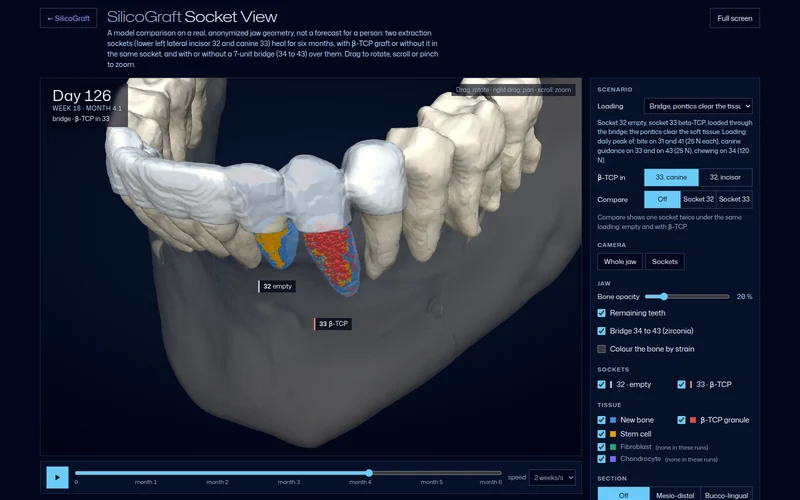 ← SilicoGraft
SilicoGraft Socket View
A model comparison on a real, anonymized jaw geometry, not a forecast for a person: two extraction
sockets (lower left lateral incisor 32 and canine 33) heal for six months, with β-TCP graft or without it in
the same socket, and with or without a 7-unit bridge (34 to 43) over them. Drag to rotate, scroll or pinch
to zoom.
Full screen
Day 126
WEEK 18 · MONTH 4.1
bridge · β-TCP in 33
Drag: rotate · right drag: pan · scroll: zoom
32 empty
33 β-TCP
0
month 1
month 2
month 3
month 4
month 5
month 6
speed
2 weeks/s
SCENARIO
Loading
Bridge, pontics clear the tissu
Socket 32 empty, socket 33 beta-TCP, loaded through
the bridge; the pontics clear the soft tissue. Loading:
daily peak of bite on 31 and 41 (25 N each), canine
guidance on 33 and on 43 (25 N), chewing on 34 (120
N).
β-TCP in
33, canine
32, incisor
Compare
Off
Socket 32
Socket 33
Compare shows one socket twice under the same
loading: empty and with β-TCP.
CAMERA
Whole jaw
Sockets
JAW
Bone opacity
20 %
Remaining teeth
Bridge 34 to 43 (zirconia)
Colour the bone by strain
SOCKETS
32 · empty
33 · β-TCP
TISSUE
New bone
β-TCP granule
Stem cell
Fibroblast (none in these runs)
Chondrocyte (none in these runs)
SECTION
Off
Mesio-distal
Bucco-lingual